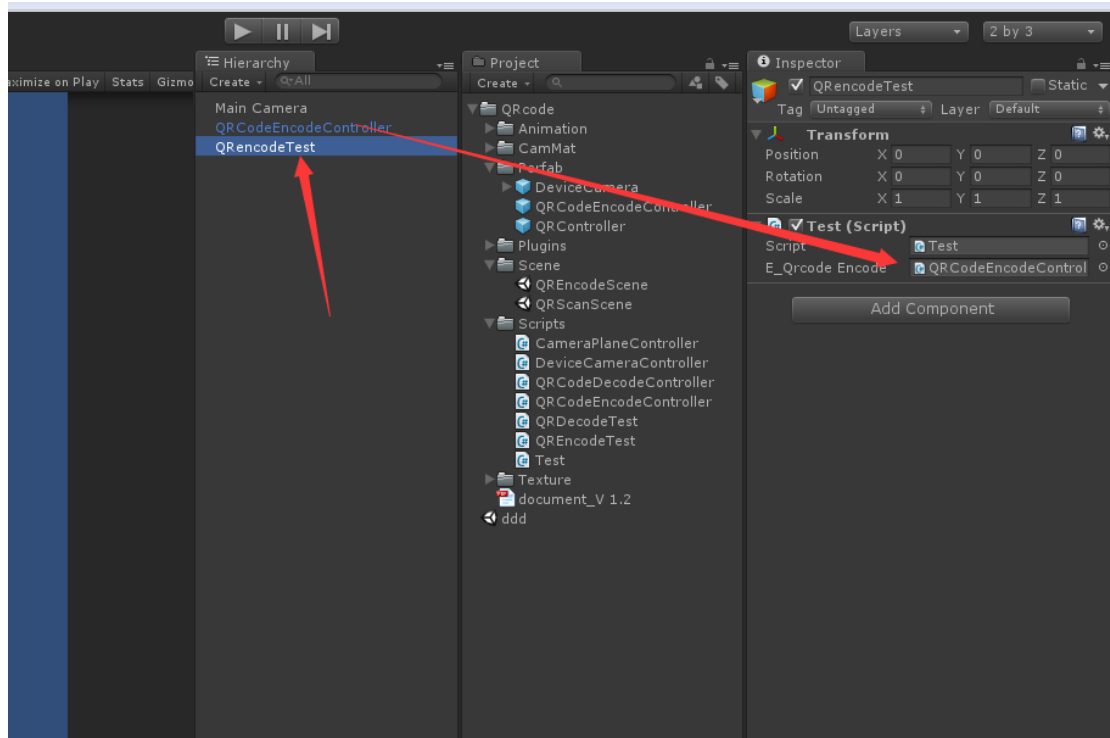 Layers
2 by 3
aximize on Play Stats Gizmo
Hierarchy
Create
All
Main Camera
QRCodeEncodeController
QRencodeTest
Project
Create
QRcode
Animation
CamMat
Perfab
DeviceCamera
QRCodeEncodeController
QRController
Plugins
Scene
QREncodeScene
QRScanScene
Scripts
CameraPlaneController
DeviceCameraController
QRCodeDecodeController
QRCodeEncodeController
QRDecodeTest
QREncodeTest
Test
Texture
document_V 1.2
ddd
Inspector
QRencodeTest Static
Tag Untagged Layer Default
Transform
Position X 0 Y 0 Z 0
Rotation X 0 Y 0 Z 0
Scale X 1 Y 1 Z 1
Test (Script)
Script Test
E_Qrcode Encode QRCodeEncodeControl
Add Component